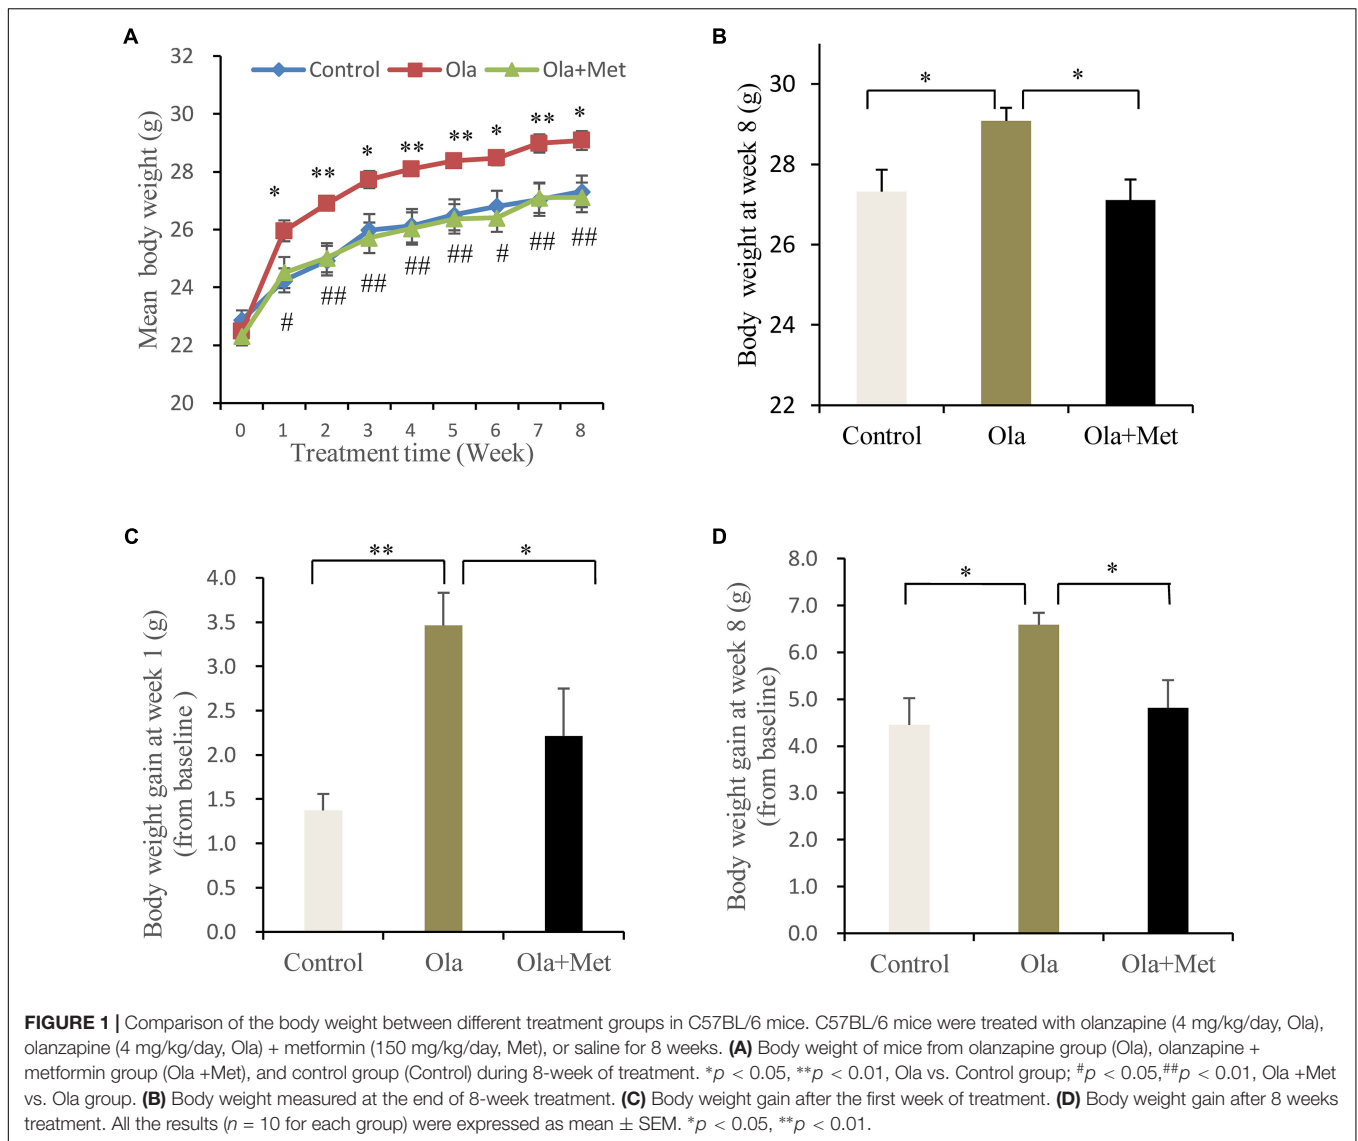 A
32
30
28
26
24
22
20
Mean body weight (g)
Control
Ola
Ola+Met
* ** * ** ** * ** *
# ## ## ## ## # ## ##
0 1 2 3 4 5 6 7 8
Treatment time (Week)
B
30
28
26
24
22
Body weight at week 8 (g)
* *
Control Ola Ola+Met
C
4.0
3.5
3.0
2.5
2.0
1.5
1.0
0.5
0.0
Body weight gain at week 1 (g)
(from baseline )
** *
Control Ola Ola+Met
D
8.0
7.0
6.0
5.0
4.0
3.0
2.0
1.0
0.0
Body weight gain at week 8 (g)
(from baseline)
* *
Control Ola Ola+Met
FIGURE 1 | Comparison of the body weight between different treatment groups in C57BL/6 mice. C57BL/6 mice were treated with olanzapine (4 mg/kg/day, Ola),
olanzapine (4 mg/kg/day, Ola) + metformin (150 mg/kg/day, Met), or saline for 8 weeks. (A) Body weight of mice from olanzapine group (Ola), olanzapine +
metformin group (Ola +Met), and control group (Control) during 8-week of treatment. *p < 0.05, **p < 0.01, Ola vs. Control group; #p < 0.05,##p < 0.01, Ola +Met
vs. Ola group. (B) Body weight measured at the end of 8-week treatment. (C) Body weight gain after the first week of treatment. (D) Body weight gain after 8 weeks
treatment. All the results (n = 10 for each group) were expressed as mean ± SEM. *p < 0.05, **p < 0.01.